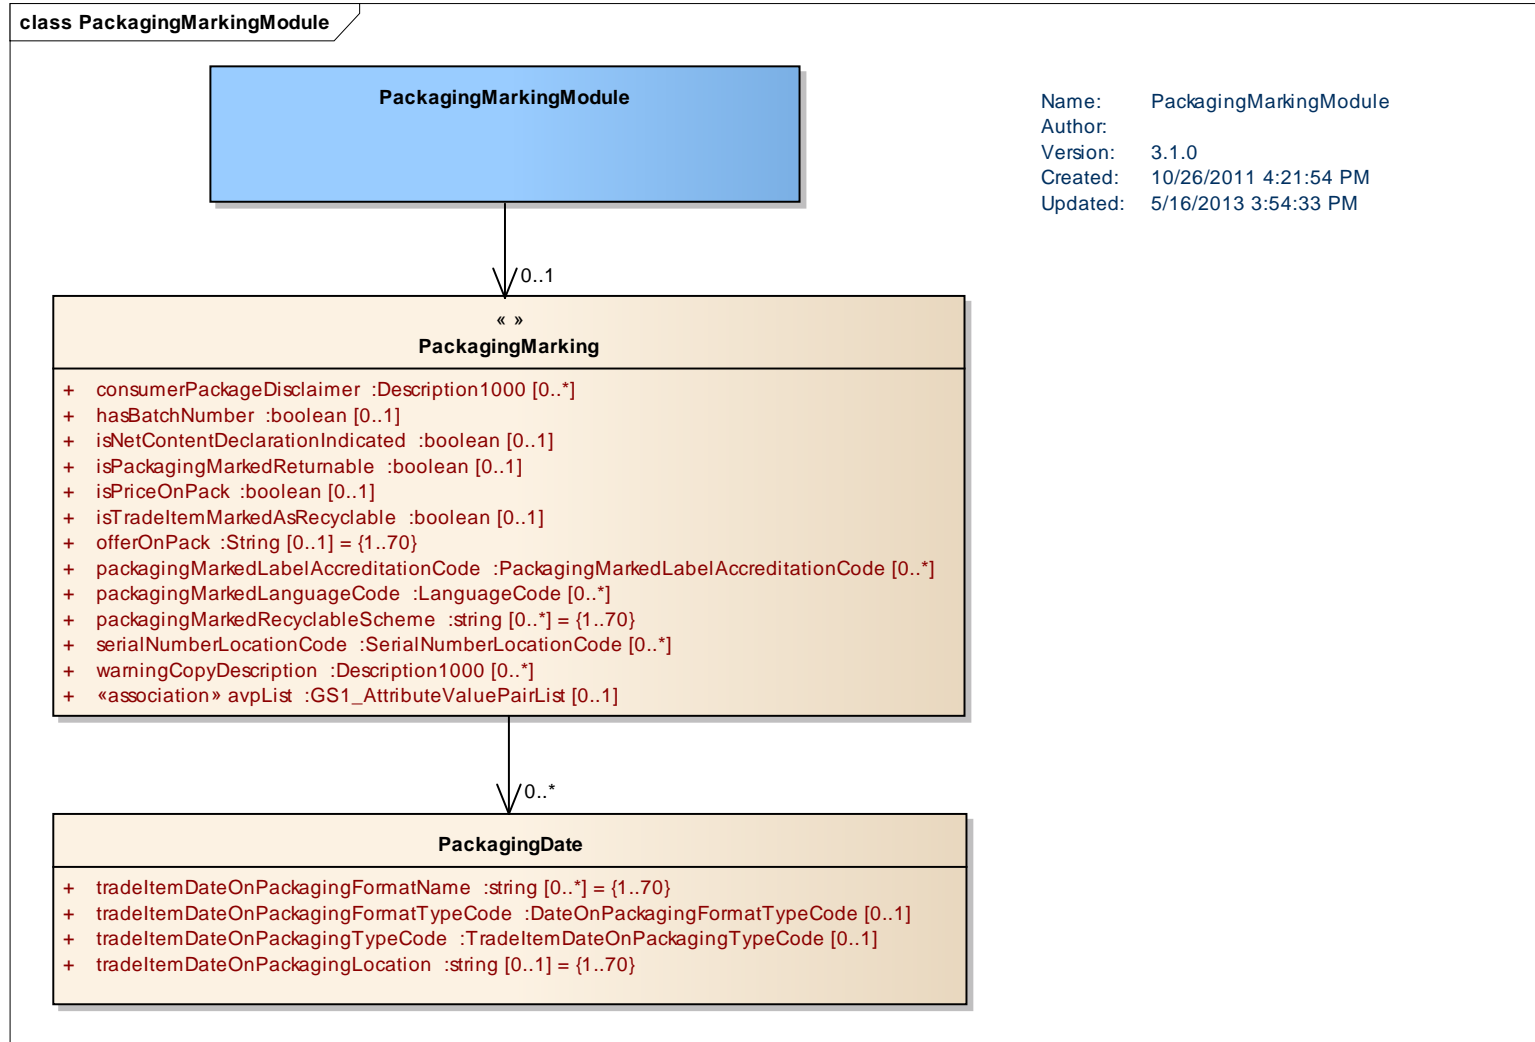 class PackagingMarkingModule
PackagingMarkingModule
Name: PackagingMarkingModule
Author:
Version: 3.1.0
Created: 10/26/2011 4:21:54 PM
Updated: 5/16/2013 3:54:33 PM
0..1
« »
PackagingMarking
+ consumerPackageDisclaimer :Description1000 [0..*]
+ hasBatchNumber :boolean [0..1]
+ isNetContentDeclarationIndicated :boolean [0..1]
+ isPackagingMarkedReturnable :boolean [0..1]
+ isPriceOnPack :boolean [0..1]
+ isTradeItemMarkedAsRecyclable :boolean [0..1]
+ offerOnPack :String [0..1] = {1..70}
+ packagingMarkedLabelAccreditationCode :PackagingMarkedLabelAccreditationCode [0..*]
+ packagingMarkedLanguageCode :LanguageCode [0..*]
+ packagingMarkedRecyclableScheme :string [0..*] = {1..70}
+ serialNumberLocationCode :SerialNumberLocationCode [0..*]
+ warningCopyDescription :Description1000 [0..*]
+ «association» avpList :GS1_AttributeValuePairList [0..1]
0..*
PackagingDate
+ tradeItemDateOnPackagingFormatName :string [0..*] = {1..70}
+ tradeItemDateOnPackagingFormatTypeCode :DateOnPackagingFormatTypeCode [0..1]
+ tradeItemDateOnPackagingTypeCode :TradeItemDateOnPackagingTypeCode [0..1]
+ tradeItemDateOnPackagingLocation :string [0..1] = {1..70}